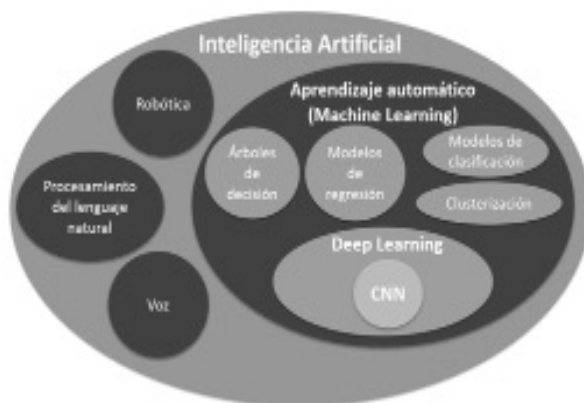 Inteligencia Artificial
Robótica
Aprendizaje automático
(Machine Learning)
Árboles
de
decisión
Modelos
de
regresión
Modelos de
clasificación
Clusterización
Procesamiento
del lenguaje
natural
Voz
Deep Learning
CNN